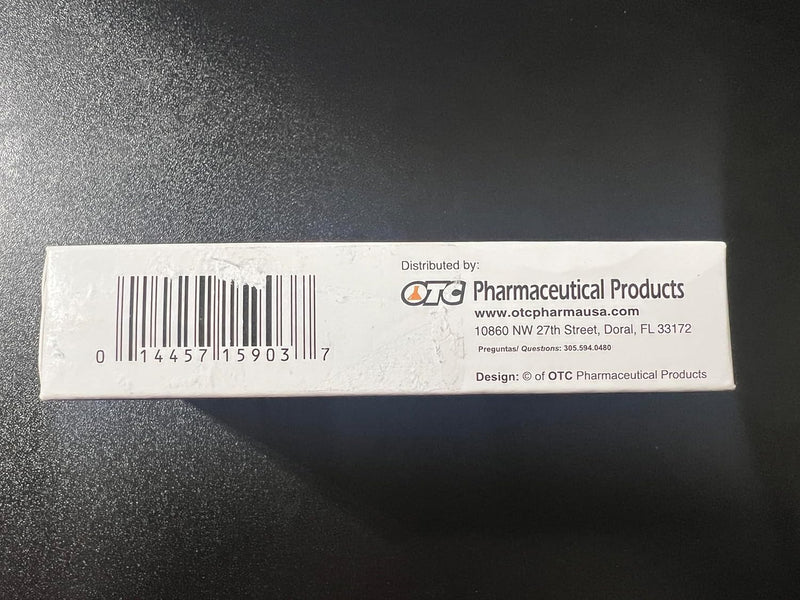 0 14457 15903 7
Distributed by:
OTC Pharmaceutical Products
www.otcpharmausa.com
10860 NW 27th Street, Doral, FL 33172
Preguntas/ Questions: 305.594.0480
Design: © of OTC Pharmaceutical Products